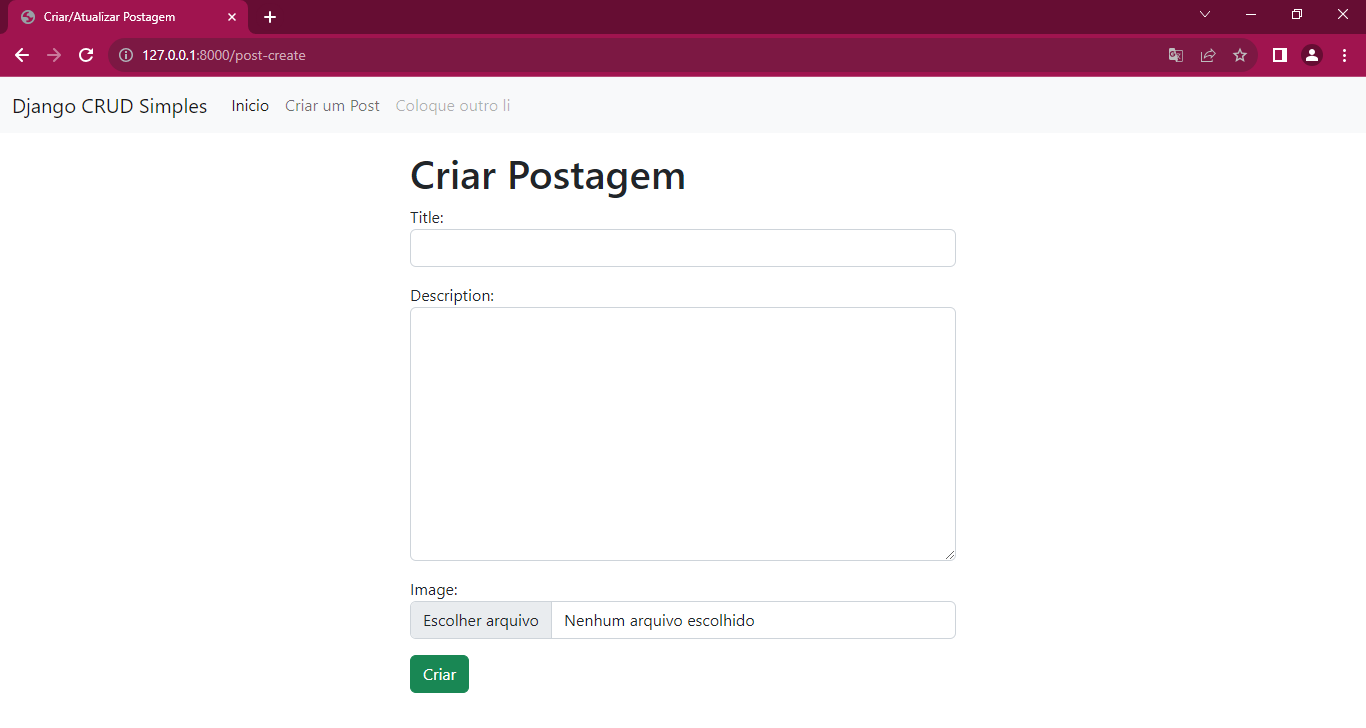 Criar/Atualizar Postagem
127.0.0.1:8000/post-create
Django CRUD Simples Inicio Criar um Post Coloque outro li
Criar Postagem
Title:
Description:
Image:
Escolher arquivo Nenhum arquivo escolhido
Criar